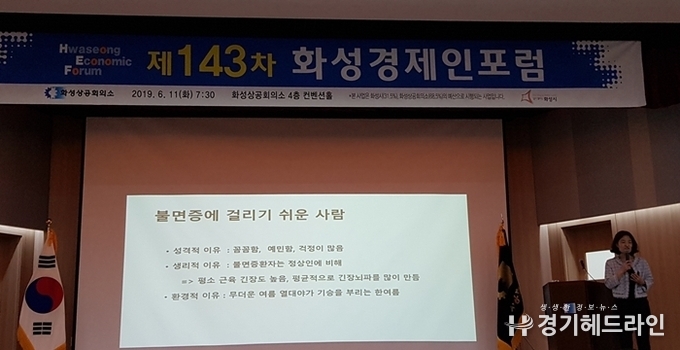 Hwaseong
Economic
Forum
제143차 화성경제인포럼
화성상공회의소
2019. 6. 11(화) 7:30 화성상공회의소 4층 컨벤션홀
화성시
불면증에 걸리기 쉬운 사람
• 성격적 이유 : 꼼꼼함, 예민함, 걱정이 많음
• 생리적 이유 : 불면증환자는 정상인에 비해
=> 평소 근육 긴장도 높음, 평균적으로 긴장뇌파를 많이 만듬
• 환경적 이유 : 무더운 여름 열대야가 기승을 부리는 한여름
생·생·환·경·보·뉴·스
경기헤드라인